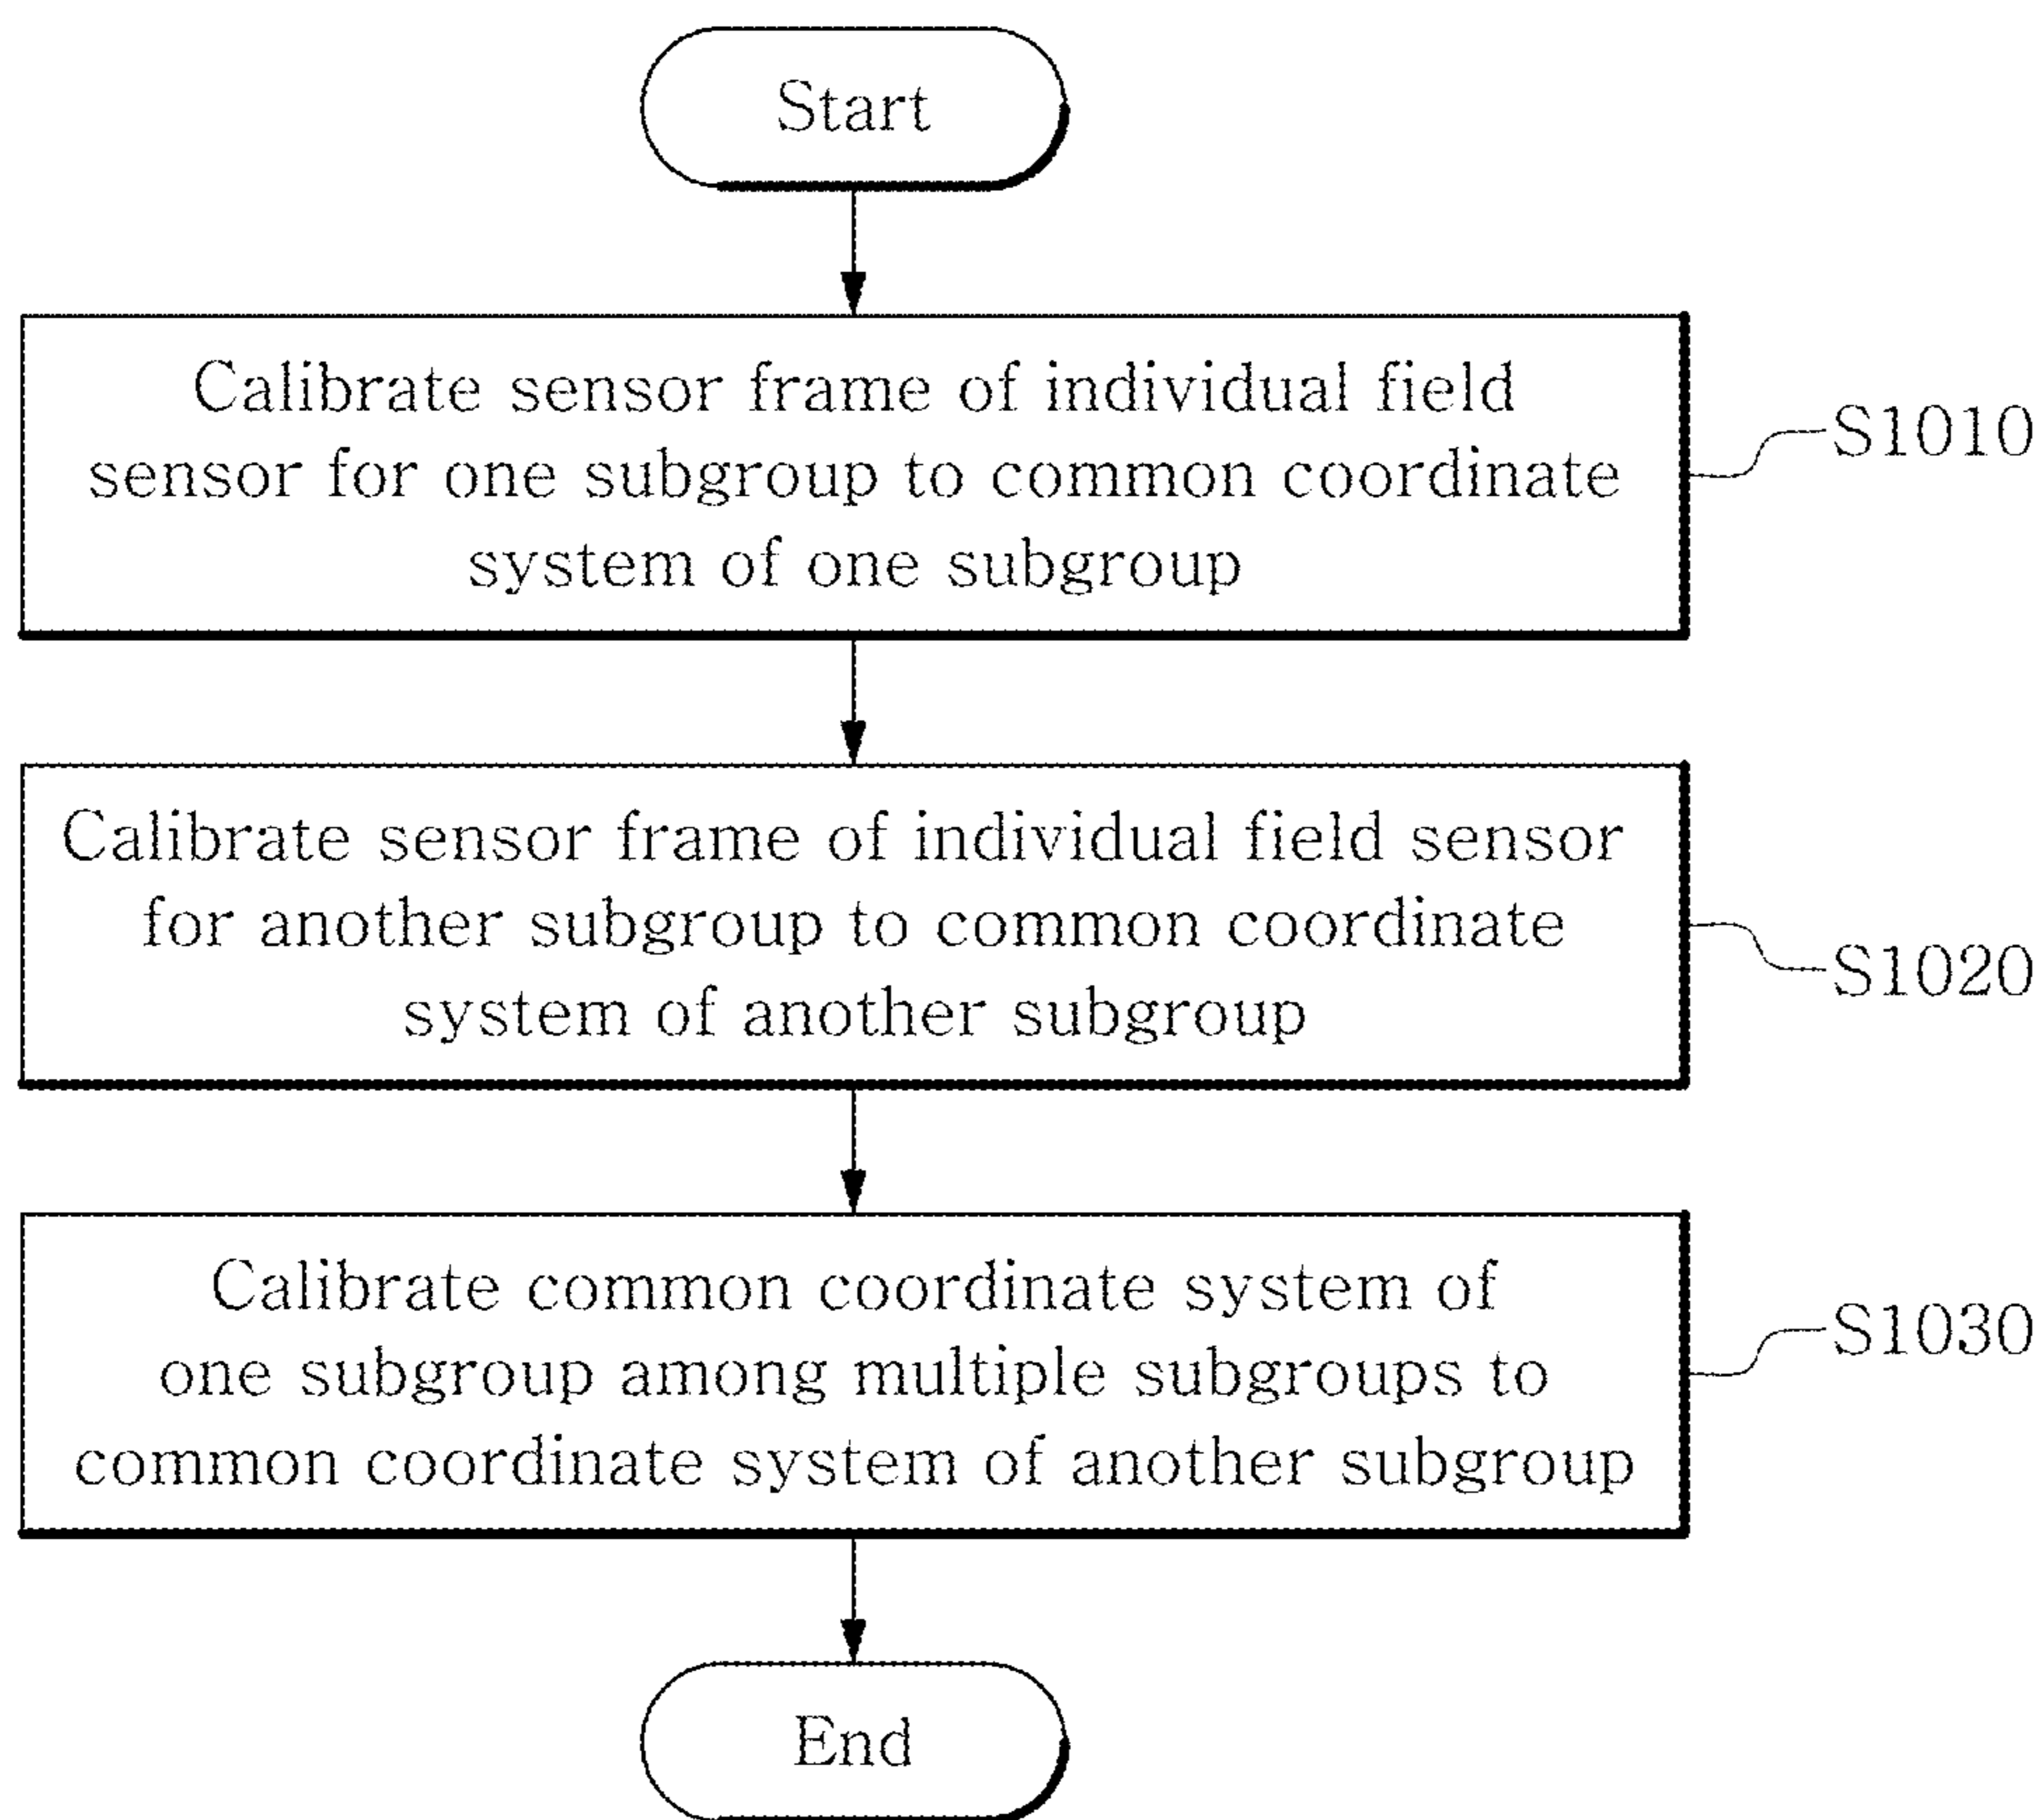 Start
Calibrate sensor frame of individual field
sensor for one subgroup to common coordinate
system of one subgroup
S1010
Calibrate sensor frame of individual field sensor
for another subgroup to common coordinate
system of another subgroup
S1020
Calibrate common coordinate system of
one subgroup among multiple subgroups to
common coordinate system of another subgroup
S1030
End